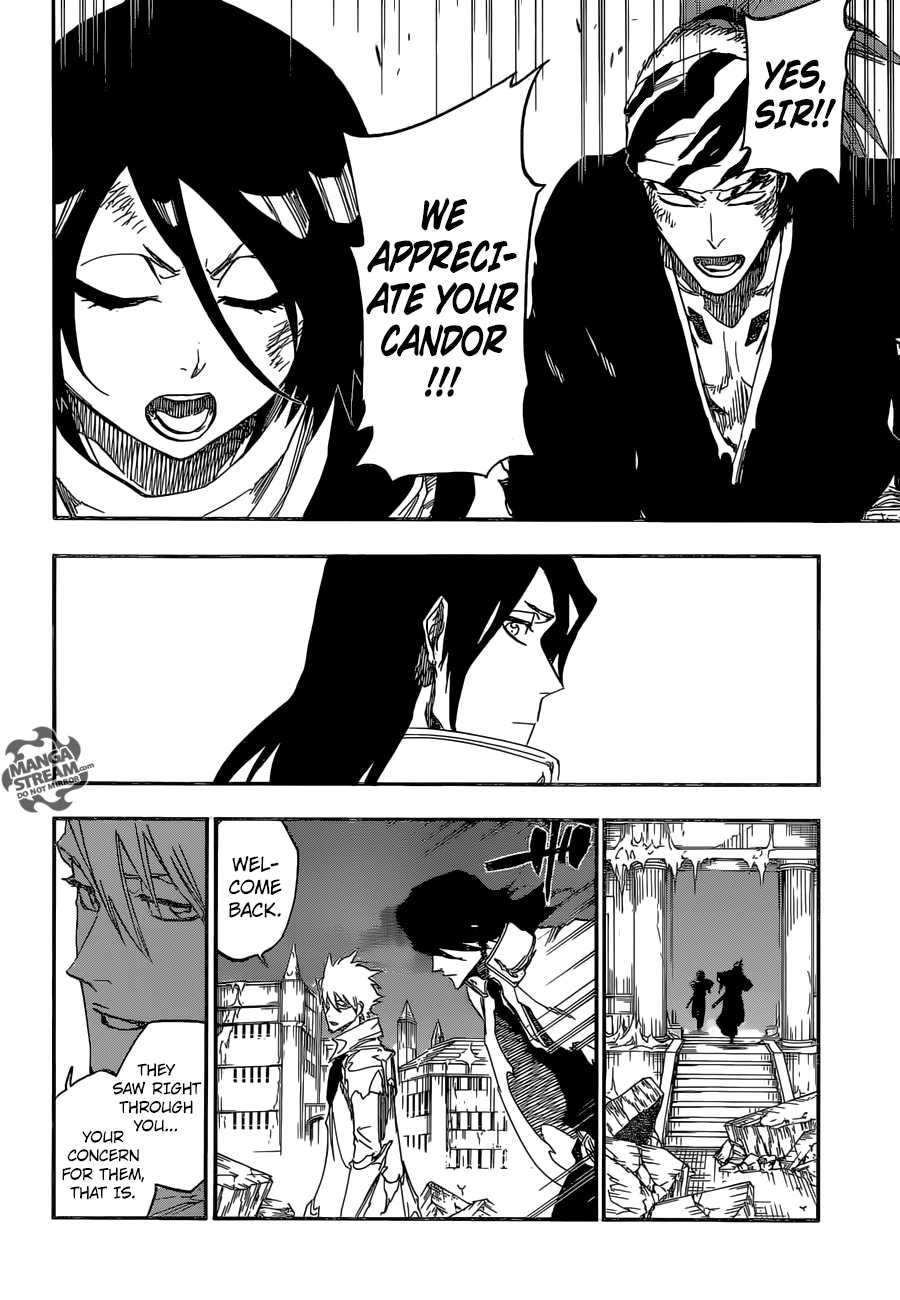 YES,
SIR!!
WE
APPRECI-
ATE YOUR
CANDOR
!!!
MANGA
STREAM.com
DO NOT MIRROR
WEL-
COME
BACK.
THEY
SAW RIGHT
THROUGH
YOU...
YOUR
CONCERN
FOR THEM,
THAT IS.